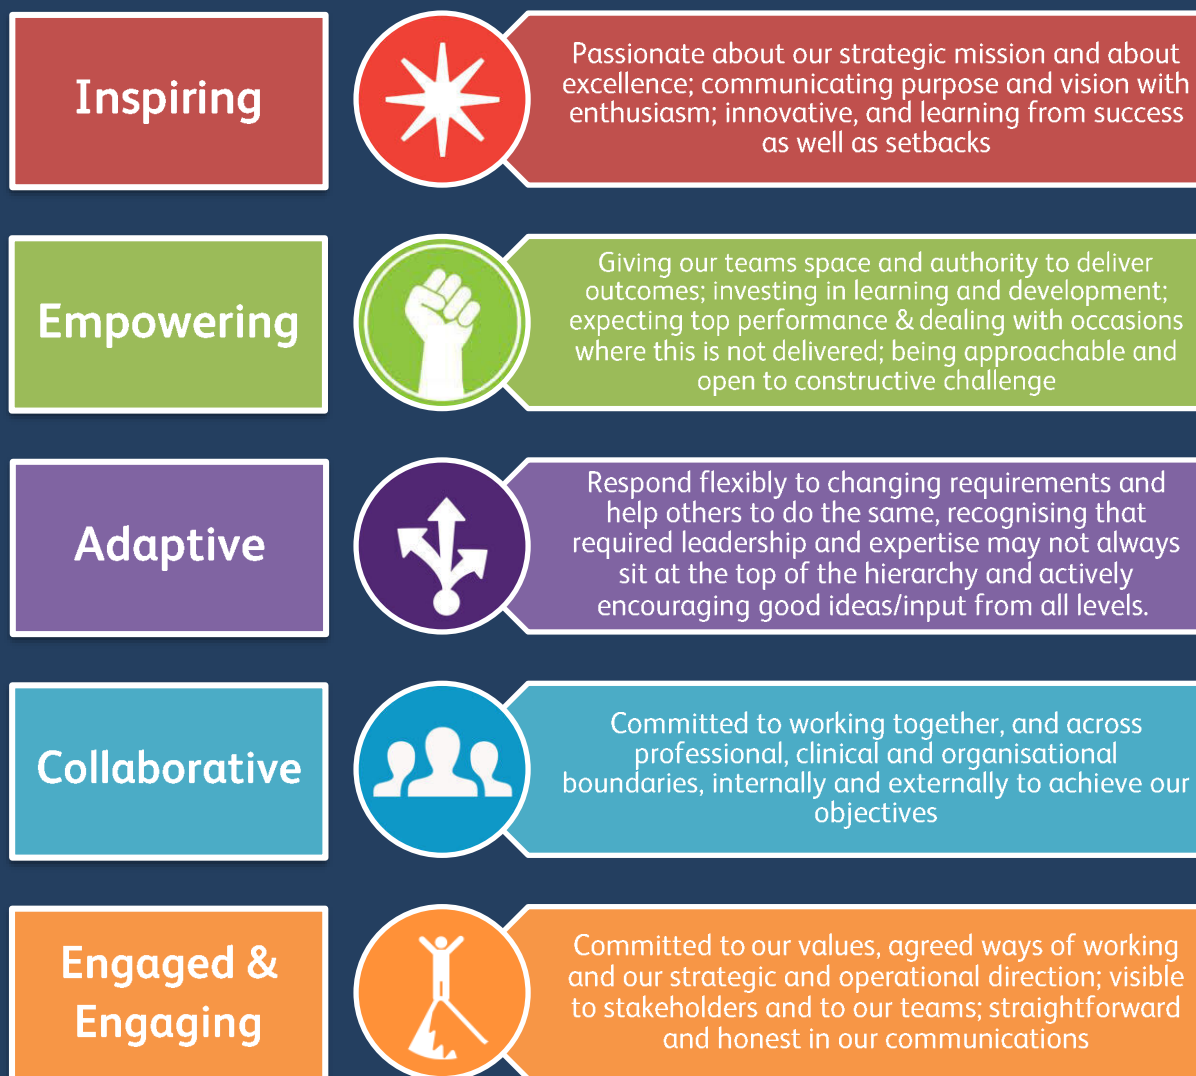 Inspiring
Passionate about our strategic mission and about
excellence; communicating purpose and vision with
enthusiasm; innovative, and learning from success
as well as setbacks
Empowering
Giving our teams space and authority to deliver
outcomes; investing in learning and development;
expecting top performance & dealing with occasions
where this is not delivered; being approachable and
open to constructive challenge
Adaptive
Respond flexibly to changing requirements and
help others to do the same, recognising that
required leadership and expertise may not always
sit at the top of the hierarchy and actively
encouraging good ideas/input from all levels.
Collaborative
Committed to working together, and across
professional, clinical and organisational
boundaries, internally and externally to achieve our
objectives
Engaged &
Engaging
Committed to our values, agreed ways of working
and our strategic and operational direction; visible
to stakeholders and to our teams; straightforward
and honest in our communications